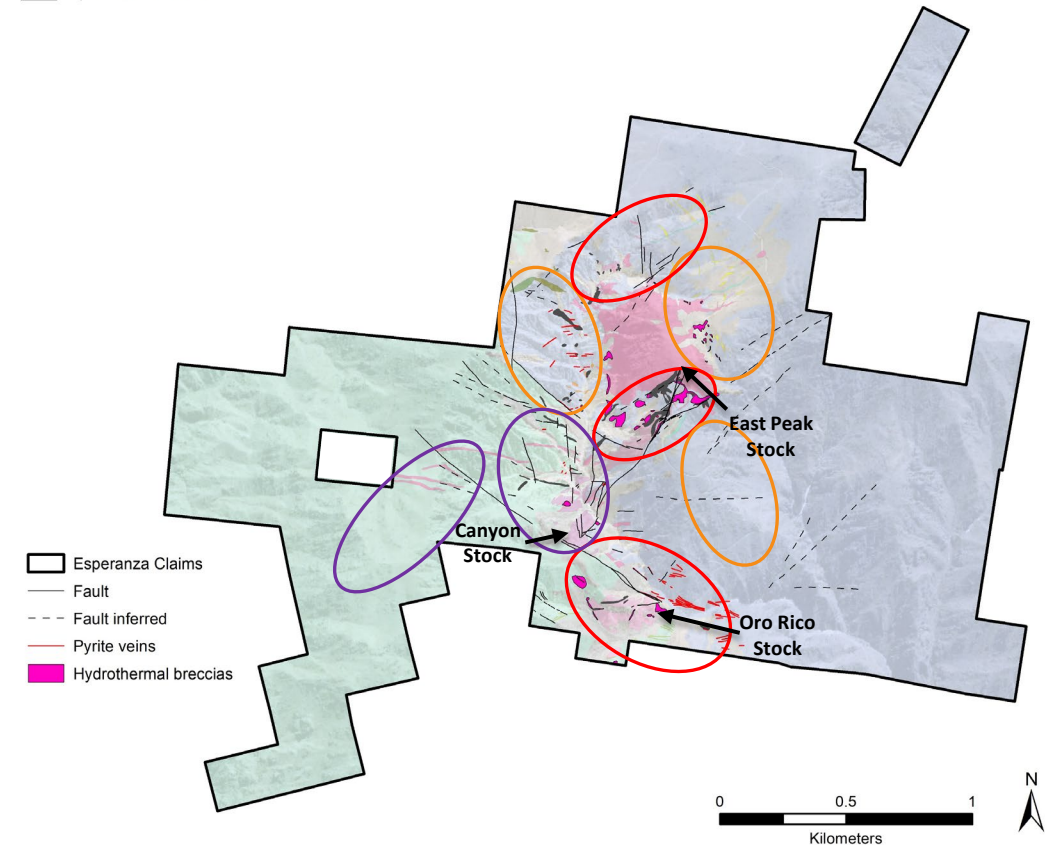 East Peak
Stock
Canyon
Stock
Oro Rico
Stock
Esperanza Claims
Fault
Fault inferred
Pyrite veins
Hydrothermal breccias
N
0 0.5 1
Kilometers